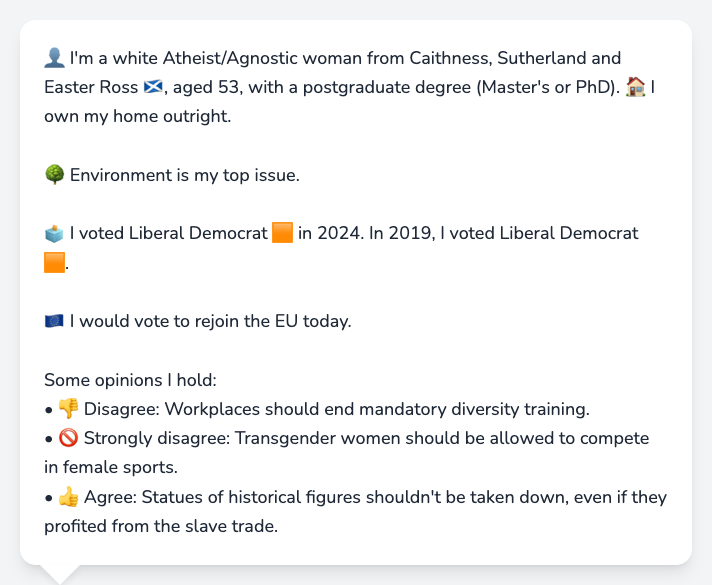 👤 I'm a white Atheist/Agnostic woman from Caithness, Sutherland and
Easter Ross 🏴󠁧󠁢󠁳󠁣󠁴󠁿, aged 53, with a postgraduate degree (Master's or PhD). 🏠 I
own my home outright.
🌳 Environment is my top issue.
🗳️ I voted Liberal Democrat 🟧 in 2024. In 2019, I voted Liberal Democrat
🟧.
🇪🇺 I would vote to rejoin the EU today.
Some opinions I hold:
• 👎 Disagree: Workplaces should end mandatory diversity training.
• 🚫 Strongly disagree: Transgender women should be allowed to compete
in female sports.
• 👍 Agree: Statues of historical figures shouldn't be taken down, even if they
profited from the slave trade.